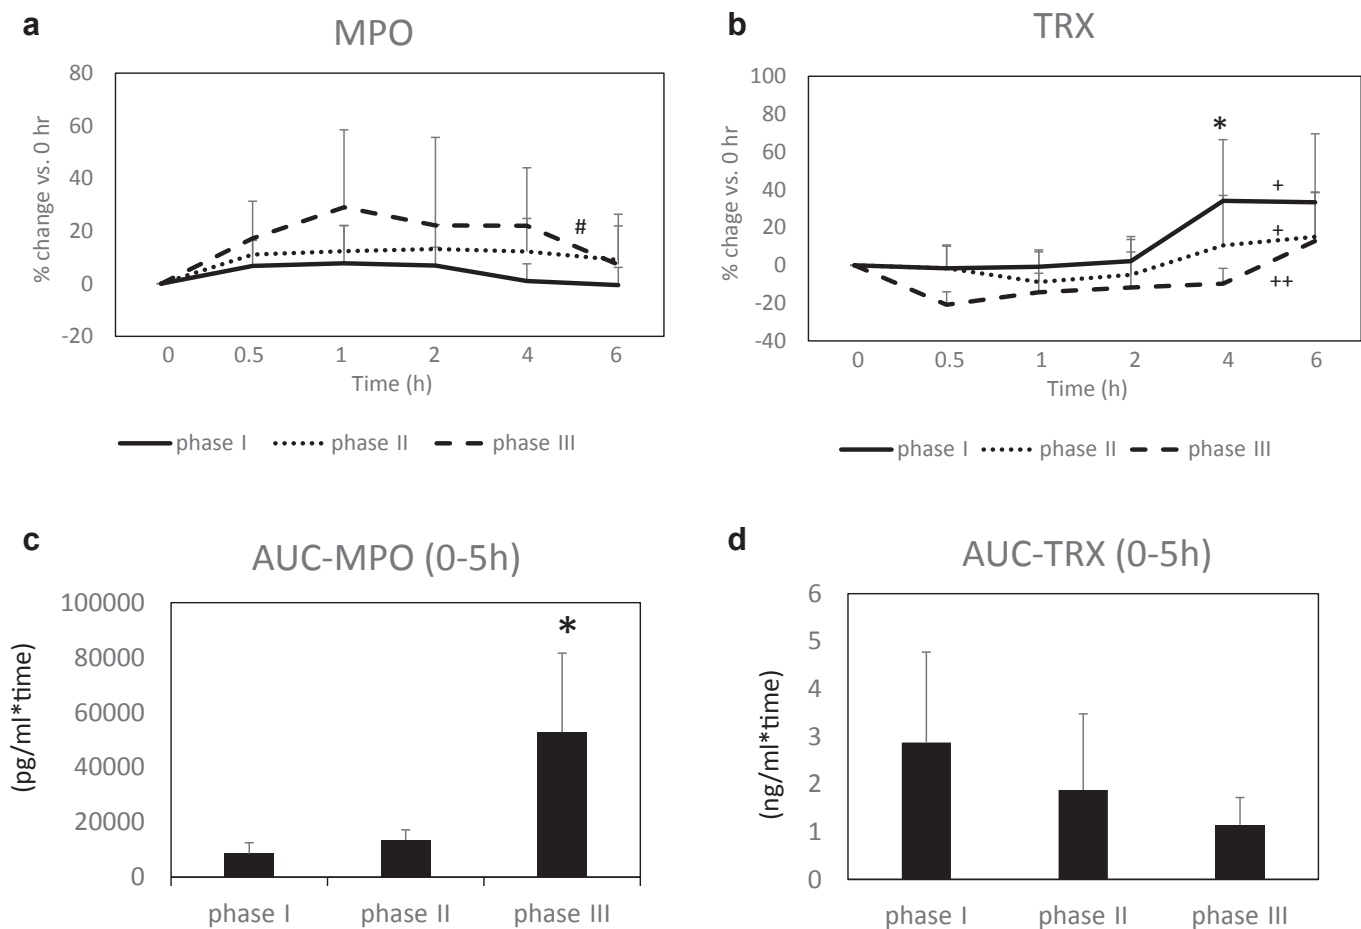 a
MPO
% change vs. 0 hr
80
60
40
20
0
-20
#
0 0.5 1 2 4 6
Time (h)
phase I phase II phase III
b
TRX
% chage vs. 0 hr
100
80
60
40
20
0
-20
-40
*
+
+
++
0 0.5 1 2 4 6
Time (h)
phase I phase II phase III
c
AUC-MPO (0-5h)
(pg/ml*time)
100000
80000
60000
40000
20000
0
*
phase I phase II phase III
d
AUC-TRX (0-5h)
(ng/ml*time)
6
5
4
3
2
1
0
phase I phase II phase III